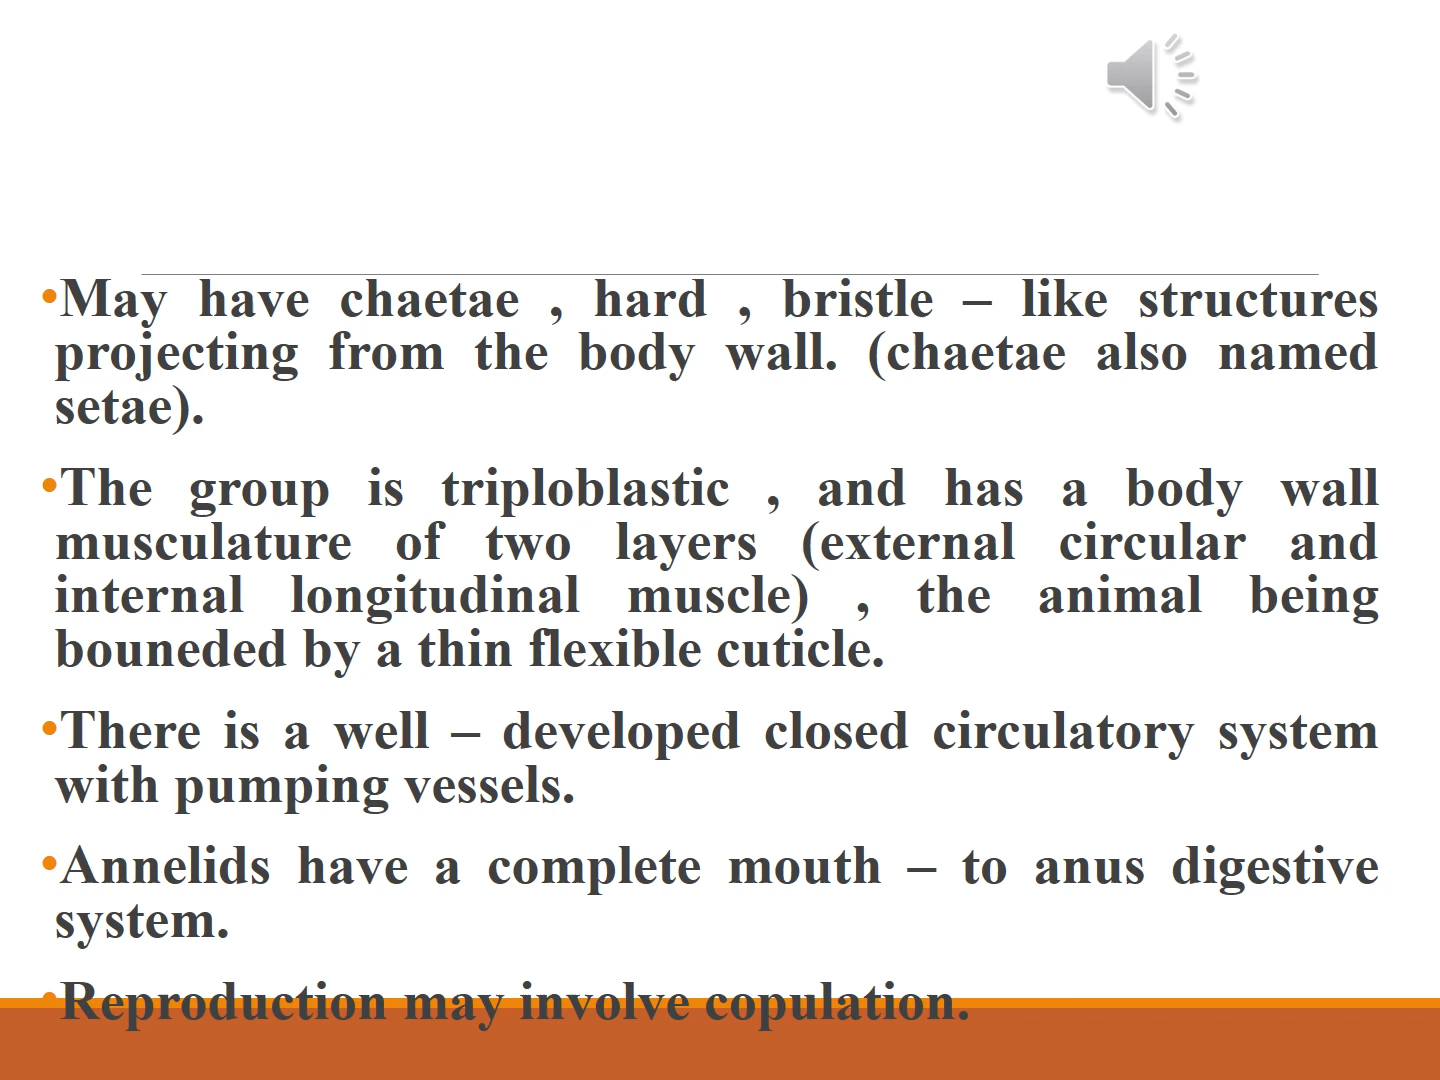 •May have chaetae , hard , bristle – like structures
projecting from the body wall. (chaetae also named
setae).
•The group is triploblastic , and has a body wall
musculature of two layers (external circular and
internal longitudinal muscle) , the animal being
bouneded by a thin flexible cuticle.
•There is a well – developed closed circulatory system
with pumping vessels.
•Annelids have a complete mouth – to anus digestive
system.
•Reproduction may involve copulation.